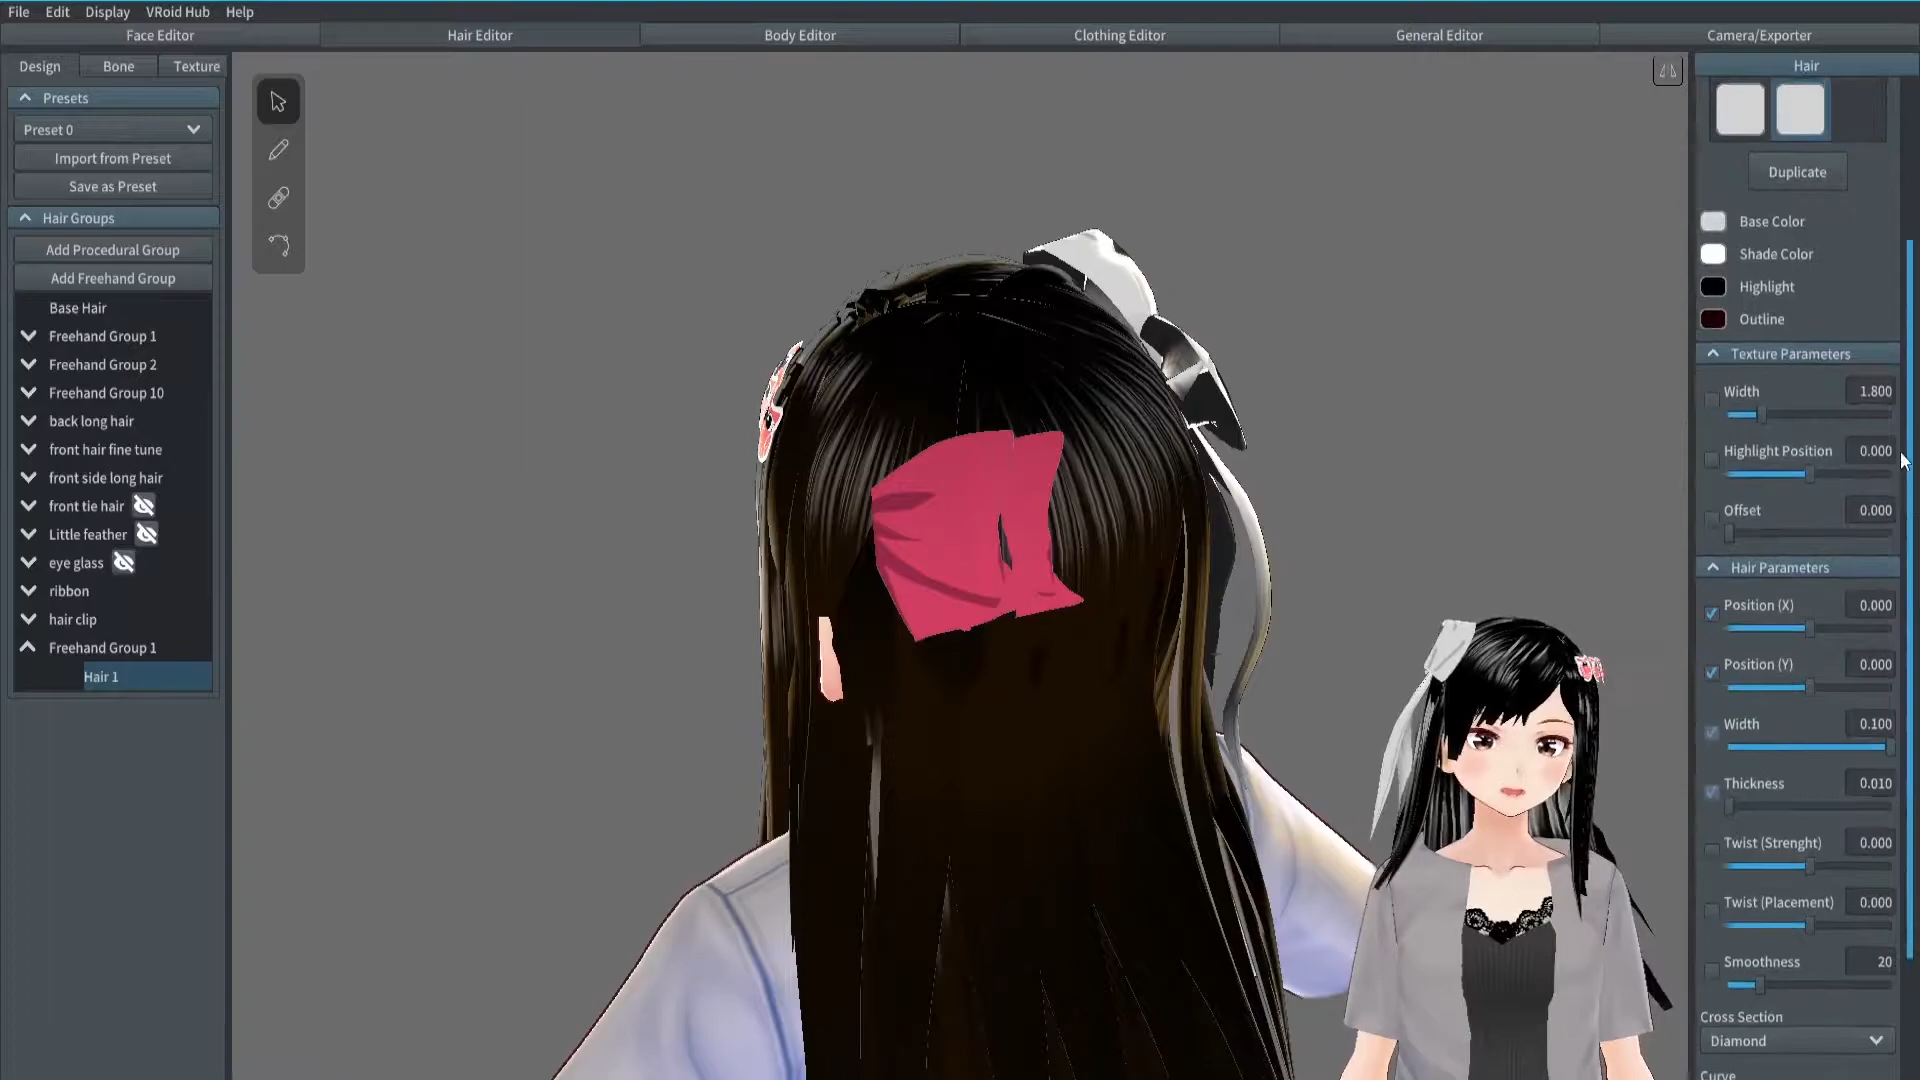 File Edit Display VRoid Hub Help
Face Editor Hair Editor Body Editor Clothing Editor General Editor Camera/Exporter
Design Bone Texture
Presets
Preset 0
Import from Preset
Save as Preset
Hair Groups
Add Procedural Group
Add Freehand Group
Base Hair
Freehand Group 1
Freehand Group 2
Freehand Group 10
back long hair
front hair fine tune
front side long hair
front tie hair
Little feather
eye glass
ribbon
hair clip
Freehand Group 1
Hair 1
Hair
Duplicate
Base Color
Shade Color
Highlight
Outline
Texture Parameters
Width 1.800
Highlight Position 0.000
Offset 0.000
Hair Parameters
Position (X) 0.000
Position (Y) 0.000
Width 0.100
Thickness 0.010
Twist (Strenght) 0.000
Twist (Placement) 0.000
Smoothness 20
Cross Section
Diamond
Curve